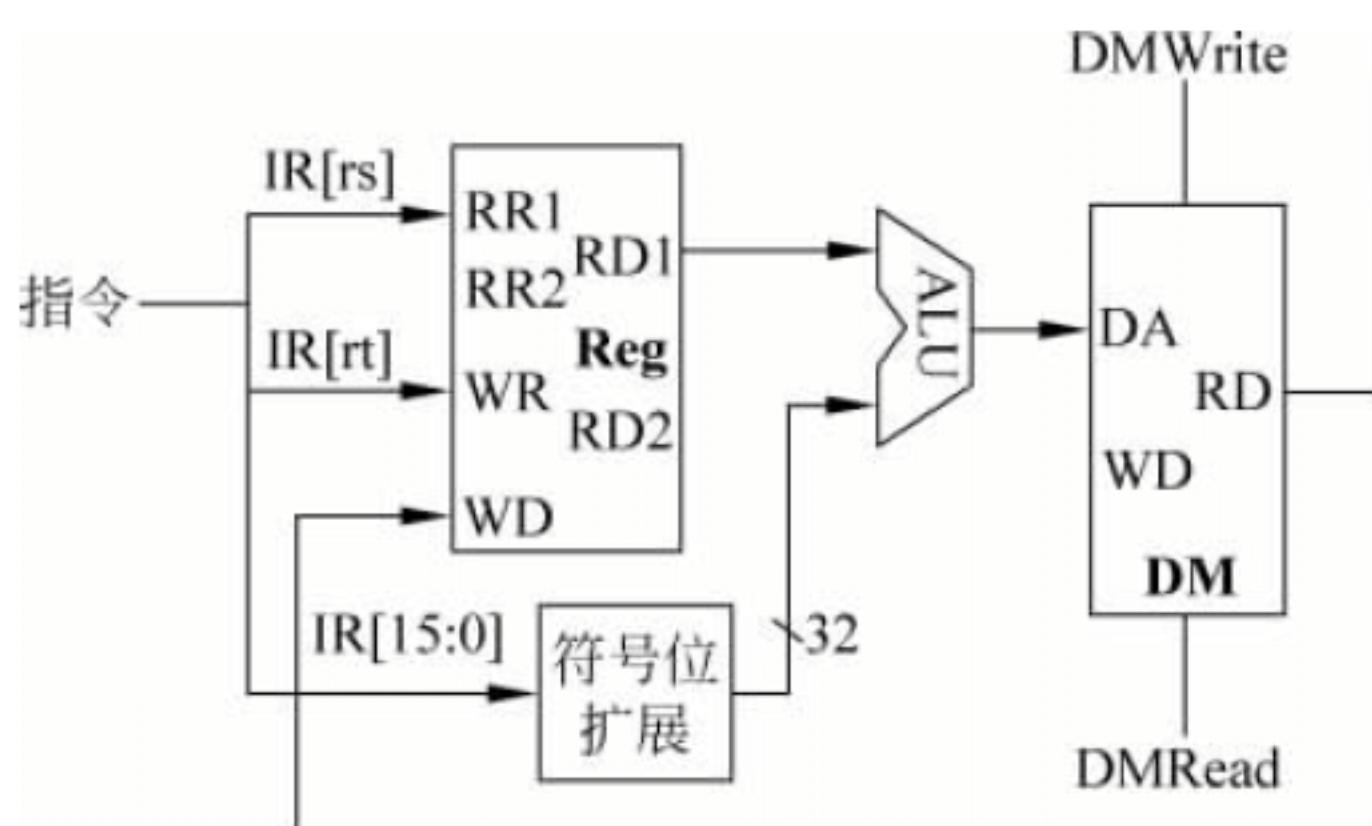 DMWrite
IR[rs]
RR1
RD1
RR2
指令
IR[rt]
Reg
WR
RD2
WD
ALU
DA
RD
WD
DM
IR[15:0]
符号位
扩展
32
DMRead